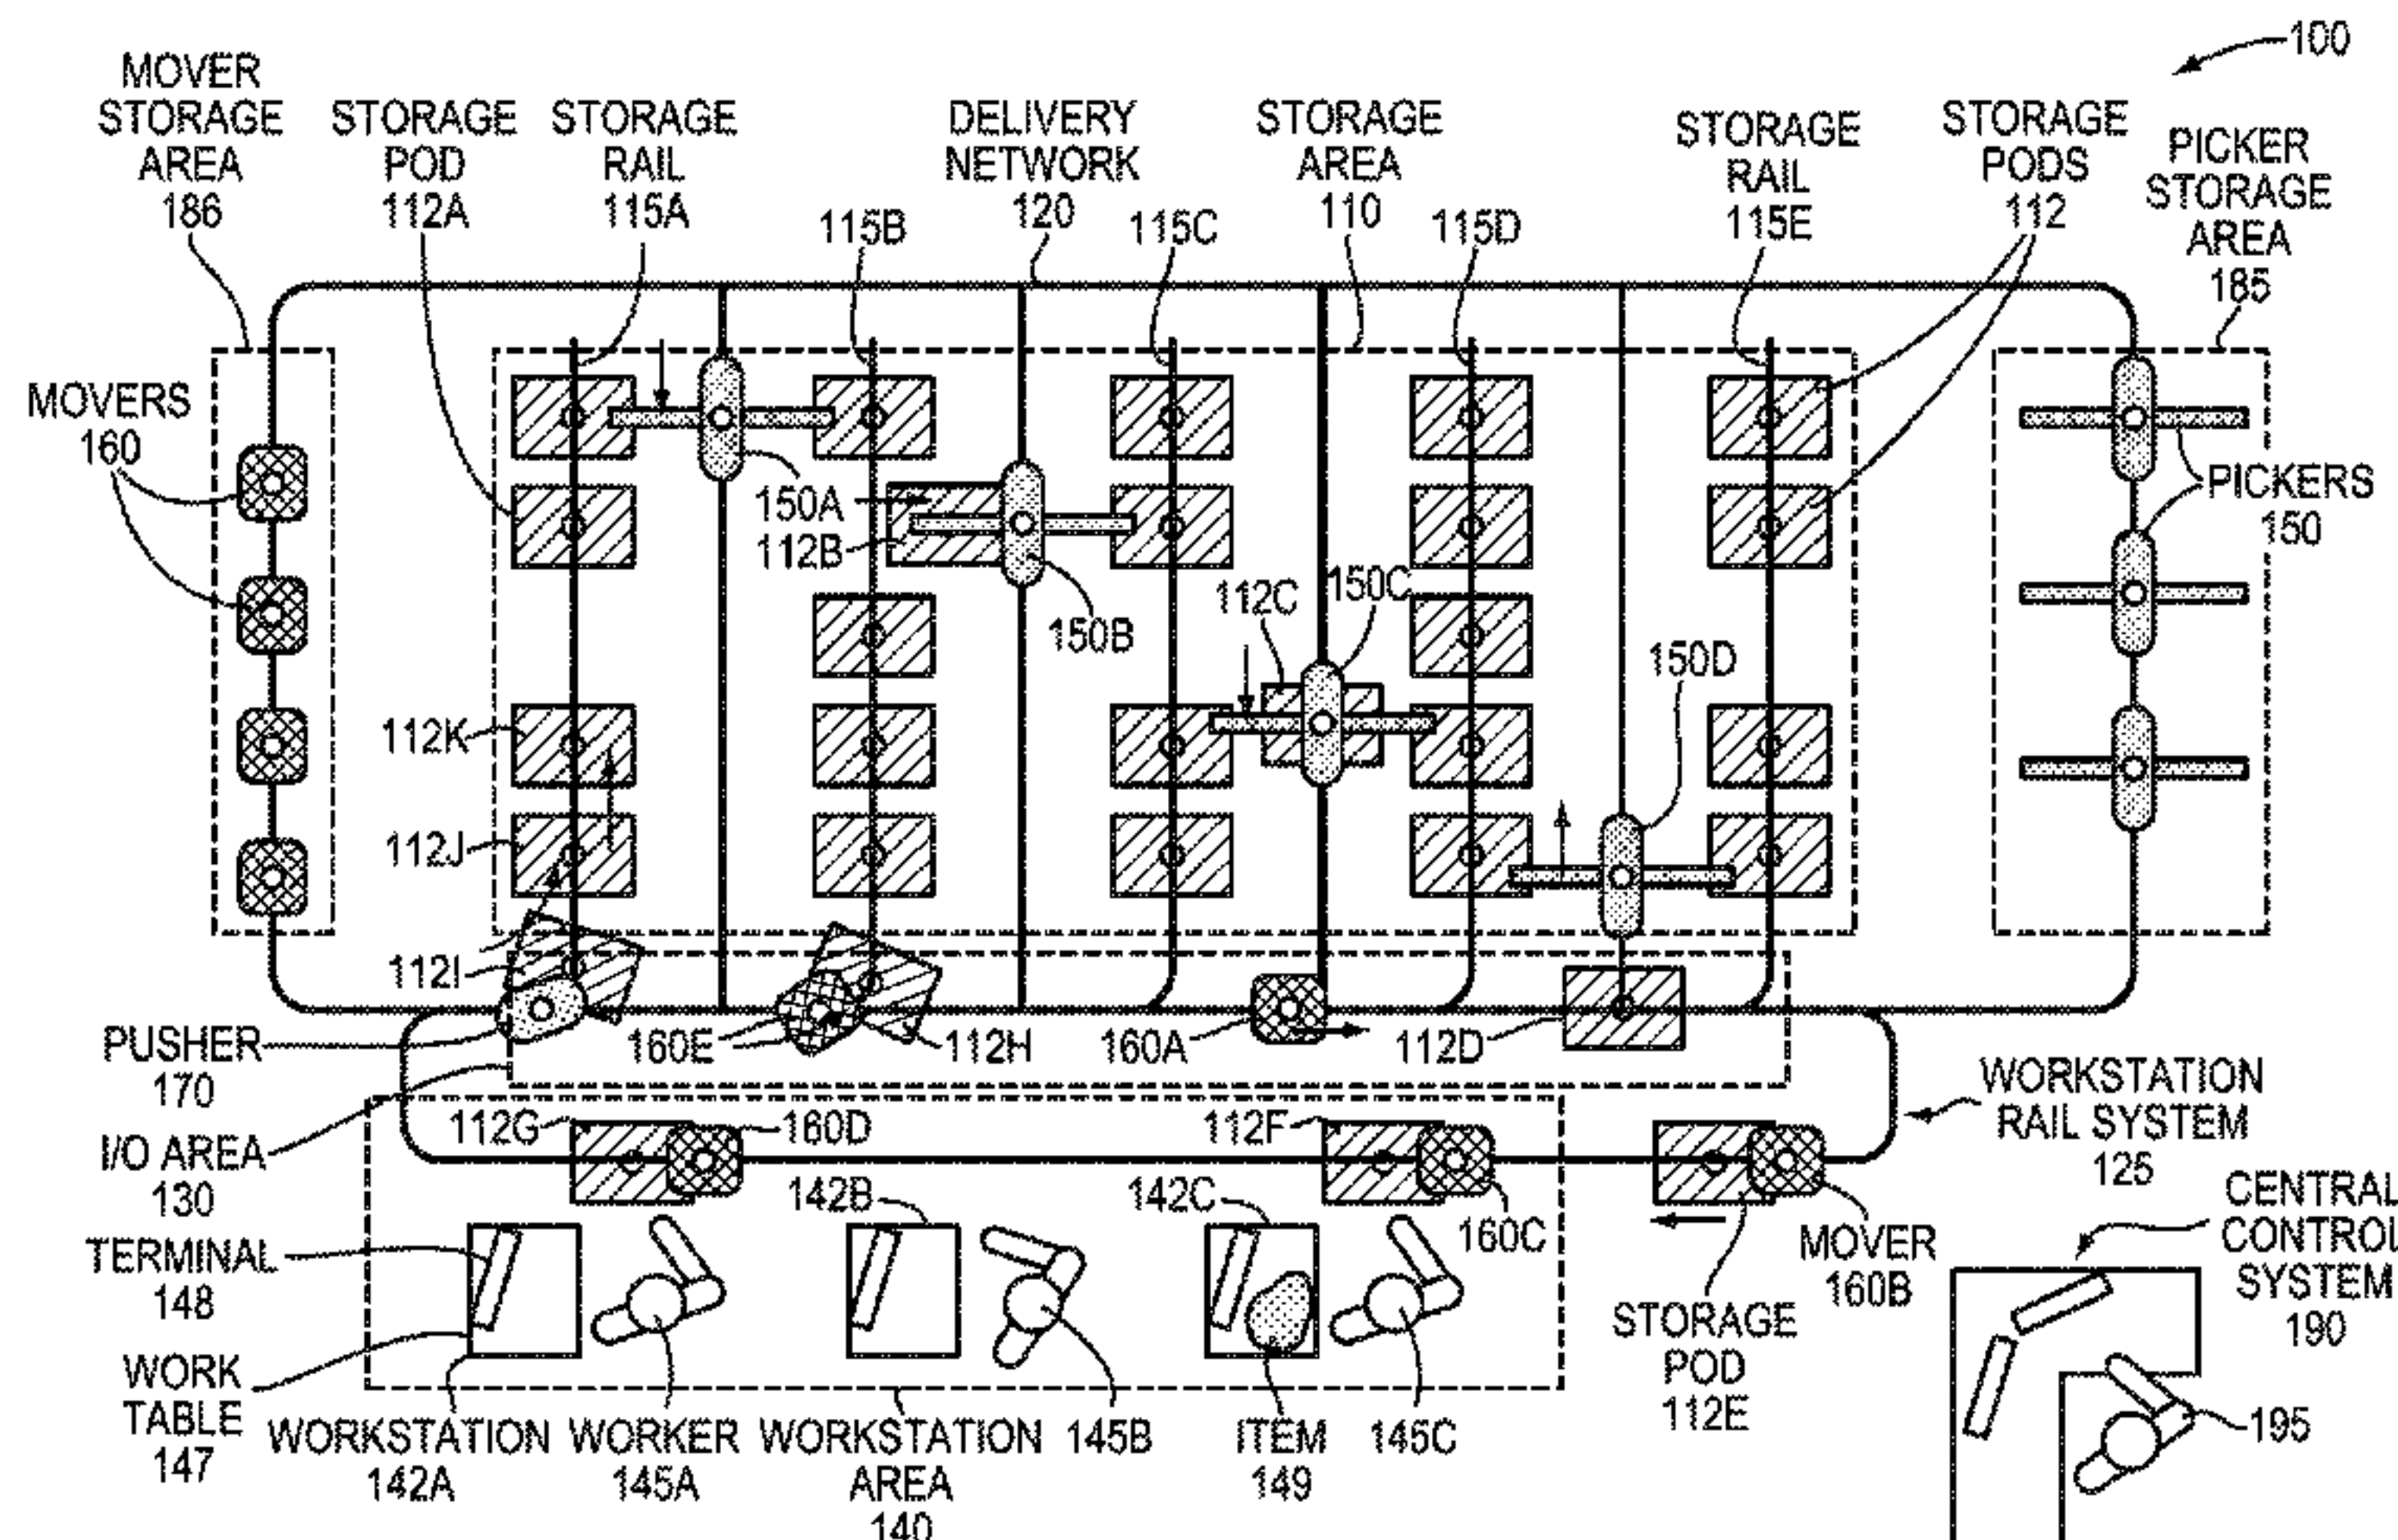 100
MOVER
STORAGE
AREA
186
STORAGE
POD
112A
STORAGE
RAIL
115A
115B
DELIVERY
NETWORK
120
115C
STORAGE
AREA
110
115D
STORAGE
RAIL
115E
STORAGE
PODS
112
PICKER
STORAGE
AREA
185
MOVERS
160
150A
112B
150B
112C
150C
150D
PICKERS
150
112K
112J
112I
PUSHER
170
160E
112H
160A
112D
I/O AREA
130
112G
160D
112F
160C
WORKSTATION
RAIL SYSTEM
125
142B
142C
MOVER
160B
CENTRAL
CONTROL
SYSTEM
190
TERMINAL
148
STORAGE
POD
112E
WORK
TABLE
147
WORKSTATION
142A
WORKER
145A
WORKSTATION
AREA
140
145B
ITEM
149
145C
195